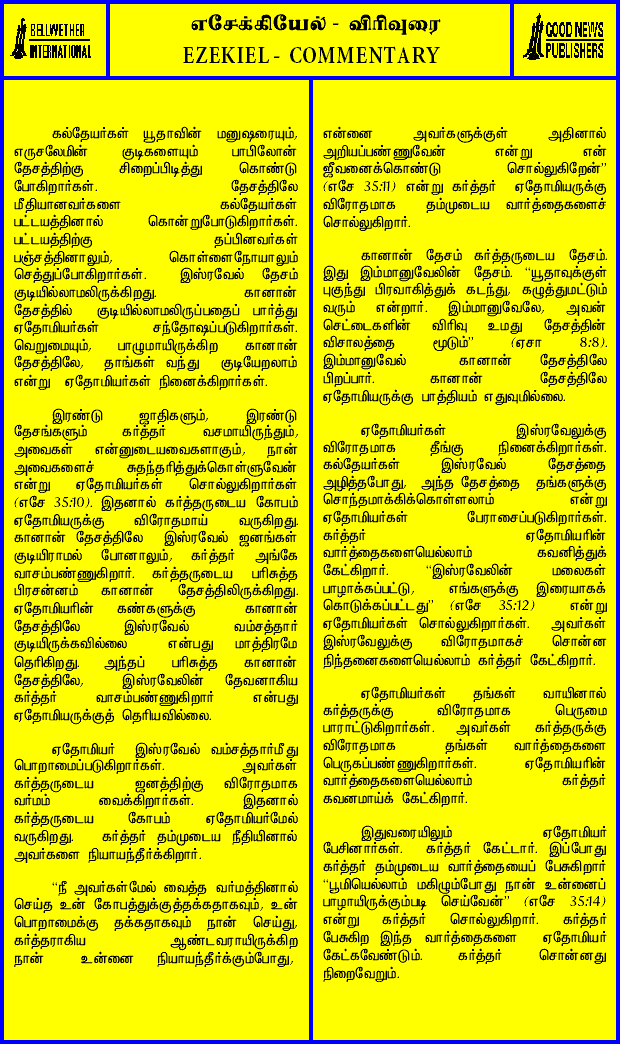 BELLWETHER
INTERNATIONAL
எசேக்கியேல் - விரிவுரை
EZEKIEL - COMMENTARY
GOOD NEWS
PUBLISHERS
கல்தேயர்கள் யூதாவின் மனுஷரையும்,
எருசலேமின் குடிகளையும் பாபிலோன்
தேசத்திற்கு சிறைப்பிடித்து கொண்டு
போகிறார்கள். தேசத்திலே
மீதியானவர்களை கல்தேயர்கள்
பட்டயத்தினால் கொன்றுபோடுகிறார்கள்.
பட்டயத்திற்கு தப்பினவர்கள்
பஞ்சத்தினாலும், கொள்ளைநோயாலும்
செத்துப்போகிறார்கள். இஸ்ரவேல் தேசம்
குடியில்லாமலிருக்கிறது. கானான்
தேசத்தில் குடியில்லாமலிருப்பதைப் பார்த்து
ஏதோமியர்கள் சந்தோஷப்படுகிறார்கள்.
வெறுமையும், பாழுமாயிருக்கிற கானான்
தேசத்திலே, தாங்கள் வந்து குடியேறலாம்
என்று ஏதோமியர்கள் நினைக்கிறார்கள்.
இரண்டு ஜாதிகளும், இரண்டு
தேசங்களும் கர்த்தர் வசமாயிருந்தும்,
அவைகள் என்னுடையவைகளாகும், நான்
அவைகளைச் சுதந்தரித்துக்கொள்ளுவேன்
என்று ஏதோமியர்கள் சொல்லுகிறார்கள்
(எசே 35:10). இதனால் கர்த்தருடைய கோபம்
ஏதோமியருக்கு விரோதமாய் வருகிறது.
கானான் தேசத்திலே இஸ்ரவேல் ஜனங்கள்
குடியிராமல் போனாலும், கர்த்தர் அங்கே
வாசம்பண்ணுகிறார். கர்த்தருடைய பரிசுத்த
பிரசன்னம் கானான் தேசத்திலிருக்கிறது.
ஏதோமியரின் கண்களுக்கு கானான்
தேசத்திலே இஸ்ரவேல் வம்சத்தார்
குடியிருக்கவில்லை என்பது மாத்திரமே
தெரிகிறது. அந்தப் பரிசுத்த கானான்
தேசத்திலே, இஸ்ரவேலின் தேவனாகிய
கர்த்தர் வாசம்பண்ணுகிறார் என்பது
ஏதோமியருக்குத் தெரியவில்லை.
ஏதோமியர் இஸ்ரவேல் வம்சத்தார்மீது
பொறாமைப்படுகிறார்கள். அவர்கள்
கர்த்தருடைய ஜனத்திற்கு விரோதமாக
வர்மம் வைக்கிறார்கள். இதனால்
கர்த்தருடைய கோபம் ஏதோமியர்மேல்
வருகிறது. கர்த்தர் தம்முடைய நீதியினால்
அவர்களை நியாயந்தீர்க்கிறார்.
“நீ அவர்கள்மேல் வைத்த வர்மத்தினால்
செய்த உன் கோபத்துக்குத்தக்கதாகவும், உன்
பொறாமைக்கு தக்கதாகவும் நான் செய்து,
கர்த்தராகிய ஆண்டவராயிருக்கிற
நான் உன்னை நியாயந்தீர்க்கும்போது,
என்னை அவர்களுக்குள் அதினால்
அறியப்பண்ணுவேன் என்று என்
ஜீவனைக்கொண்டு சொல்லுகிறேன்”
(எசே 35:11) என்று கர்த்தர் ஏதோமியருக்கு
விரோதமாக தம்முடைய வார்த்தைகளைச்
சொல்லுகிறார்.
கானான் தேசம் கர்த்தருடைய தேசம்.
இது இம்மானுவேலின் தேசம். “யூதாவுக்குள்
புகுந்து பிரவாகித்துக் கடந்து, கழுத்துமட்டும்
வரும் என்றார். இம்மானுவேலே, அவன்
செட்டைகளின் விரிவு உமது தேசத்தின்
விசாலத்தை மூடும்” (ஏசா 8:8).
இம்மானுவேல் கானான் தேசத்திலே
பிறப்பார். கானான் தேசத்திலே
ஏதோமியருக்கு பாத்தியம் எதுவுமில்லை.
ஏதோமியர்கள் இஸ்ரவேலுக்கு
விரோதமாக தீங்கு நினைக்கிறார்கள்.
கல்தேயர்கள் இஸ்ரவேல் தேசத்தை
அழித்தபோது, அந்த தேசத்தை தங்களுக்கு
சொந்தமாக்கிக்கொள்ளலாம் என்று
ஏதோமியர்கள் பேராசைப்படுகிறார்கள்.
கர்த்தர் ஏதோமியரின்
வார்த்தைகளையெல்லாம் கவனித்துக்
கேட்கிறார். “இஸ்ரவேலின் மலைகள்
பாழாக்கப்பட்டு, எங்களுக்கு இரையாகக்
கொடுக்கப்பட்டது” (எசே 35:12) என்று
ஏதோமியர்கள் சொல்லுகிறார்கள். அவர்கள்
இஸ்ரவேலுக்கு விரோதமாகச் சொன்ன
நிந்தனைகளையெல்லாம் கர்த்தர் கேட்கிறார்.
ஏதோமியர்கள் தங்கள் வாயினால்
கர்த்தருக்கு விரோதமாக பெருமை
பாராட்டுகிறார்கள். அவர்கள் கர்த்தருக்கு
விரோதமாக தங்கள் வார்த்தைகளை
பெருகப்பண்ணுகிறார்கள். ஏதோமியரின்
வார்த்தைகளையெல்லாம் கர்த்தர்
கவனமாய்க் கேட்கிறார்.
இதுவரையிலும் ஏதோமியர்
பேசினார்கள். கர்த்தர் கேட்டார். இப்போது
கர்த்தர் தம்முடைய வார்த்தையைப் பேசுகிறார்
“பூமியெல்லாம் மகிழும்போது நான் உன்னைப்
பாழாயிருக்கும்படி செய்வேன்” (எசே 35:14)
என்று கர்த்தர் சொல்லுகிறார். கர்த்தர்
பேசுகிற இந்த வார்த்தைகளை ஏதோமியர்
கேட்கவேண்டும். கர்த்தர் சொன்னது
நிறைவேறும்.